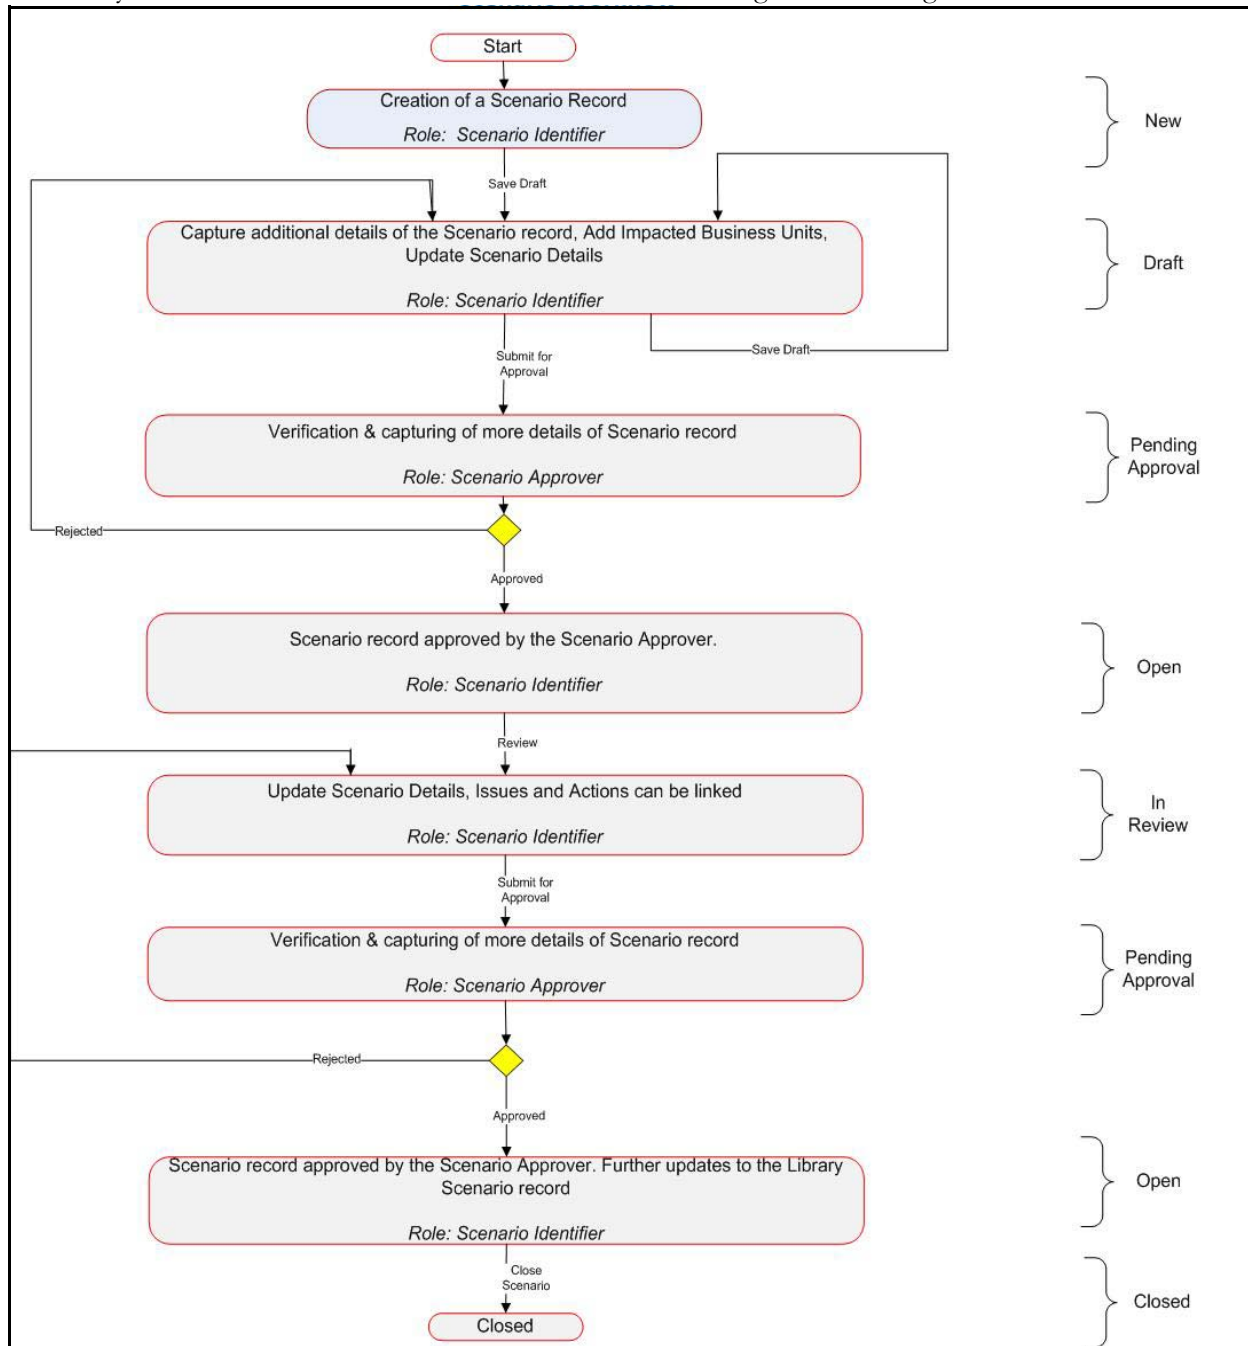 Start
Creation of a Scenario Record
Role: Scenario Identifier
New
Save Draft
Capture additional details of the Scenario record, Add Impacted Business Units,
Update Scenario Details
Role: Scenario Identifier
Draft
Submit for
Approval
Save Draft
Verification & capturing of more details of Scenario record
Role: Scenario Approver
Pending
Approval
Rejected
Approved
Scenario record approved by the Scenario Approver.
Role: Scenario Identifier
Open
Review
Update Scenario Details, Issues and Actions can be linked
Role: Scenario Identifier
In
Review
Submit for
Approval
Verification & capturing of more details of Scenario record
Role: Scenario Approver
Pending
Approval
Rejected
Approved
Scenario record approved by the Scenario Approver. Further updates to the Library
Scenario record
Role: Scenario Identifier
Open
Close
Scenario
Closed
Closed